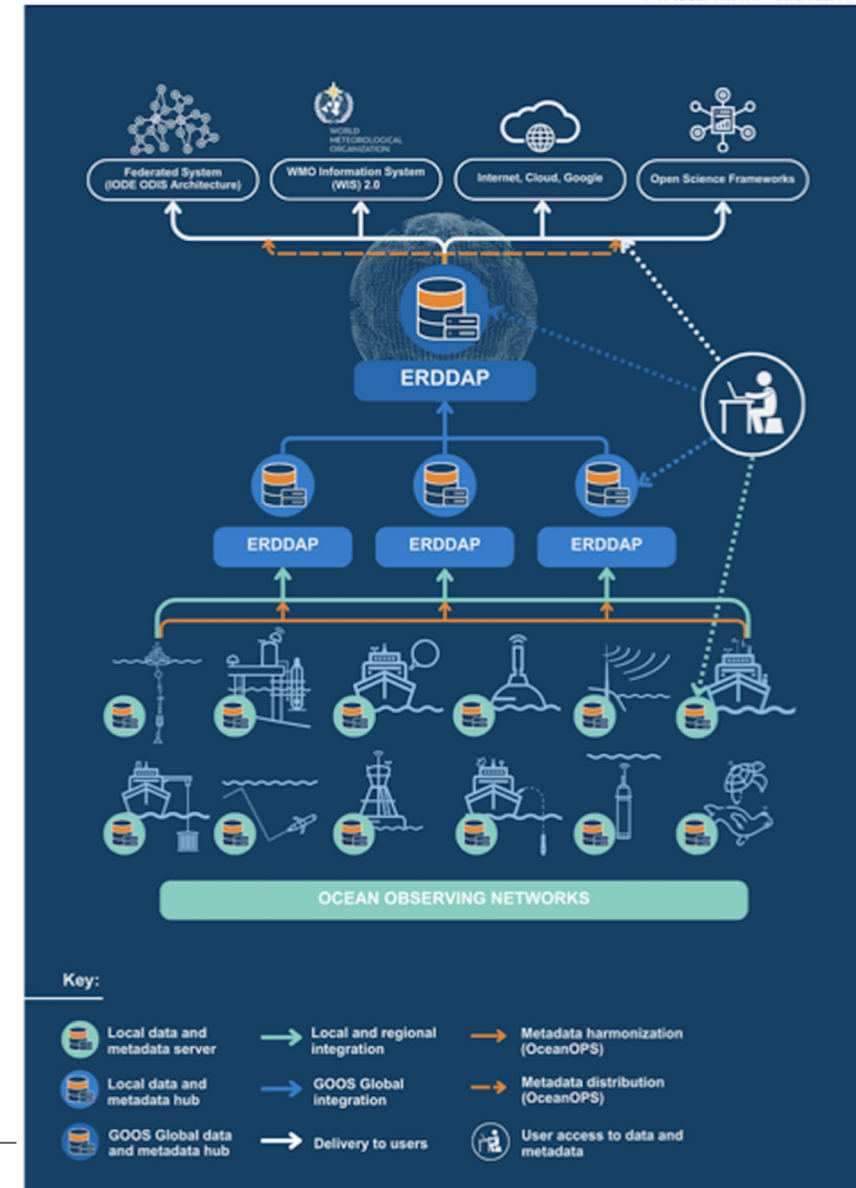 WORLD
METEOROLOGICAL
ORGANIZATION
Federated System
(IODE ODIS Architecture)
WMO Information System
(WIS) 2.0
Internet, Cloud, Google
Open Science Frameworks
ERDDAP
ERDDAP
ERDDAP
ERDDAP
OCEAN OBSERVING NETWORKS
Key:
Local data and
metadata server
Local and regional
integration
Metadata harmonization
(OceanOPS)
Local data and
metadata hub
GOOS Global
integration
Metadata distribution
(OceanOPS)
GOOS Global data
and metadata hub
Delivery to users
User access to data and
metadata